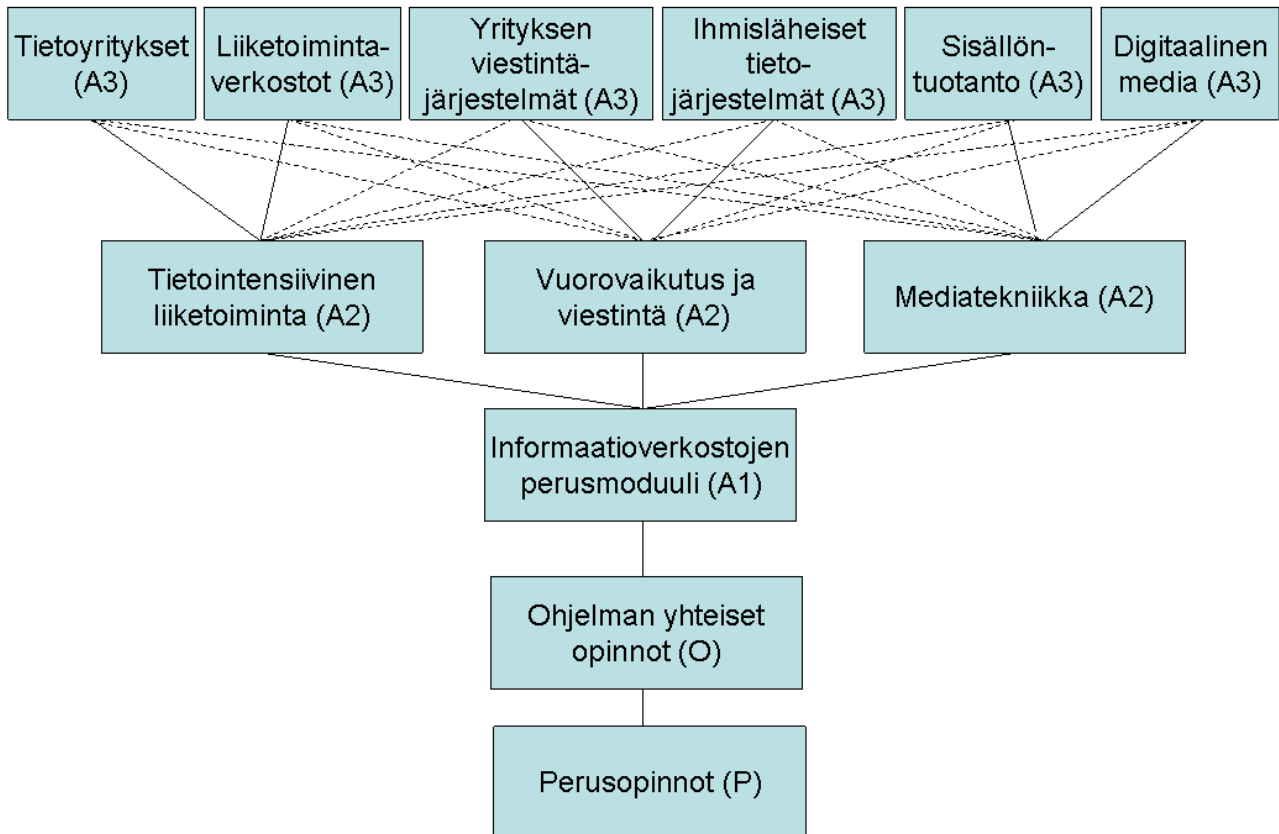 Tietoyritykset
(A3)
Liiketoiminta-
verkostot (A3)
Yrityksen
viestintä-
järjestelmät (A3)
Ihmisläheiset
tieto-
järjestelmät (A3)
Sisällön-
tuotanto (A3)
Digitaalinen
media (A3)
Tietointensiivinen
liiketoiminta (A2)
Vuorovaikutus ja
viestintä (A2)
Mediatekniikka (A2)
Informaatioverkostojen
perusmoduuli (A1)
Ohjelman yhteiset
opinnot (O)
Perusopinnot (P)